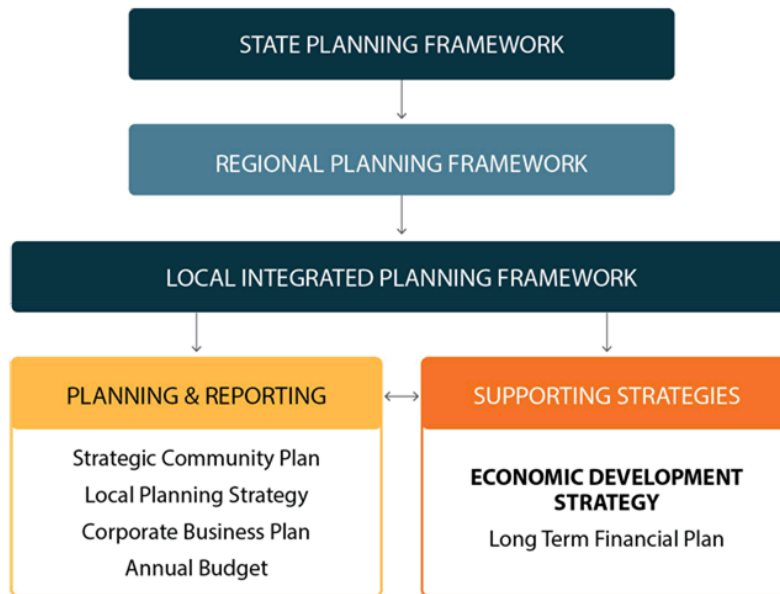 STATE PLANNING FRAMEWORK
REGIONAL PLANNING FRAMEWORK
LOCAL INTEGRATED PLANNING FRAMEWORK
PLANNING & REPORTING
Strategic Community Plan
Local Planning Strategy
Corporate Business Plan
Annual Budget
SUPPORTING STRATEGIES
ECONOMIC DEVELOPMENT
STRATEGY
Long Term Financial Plan